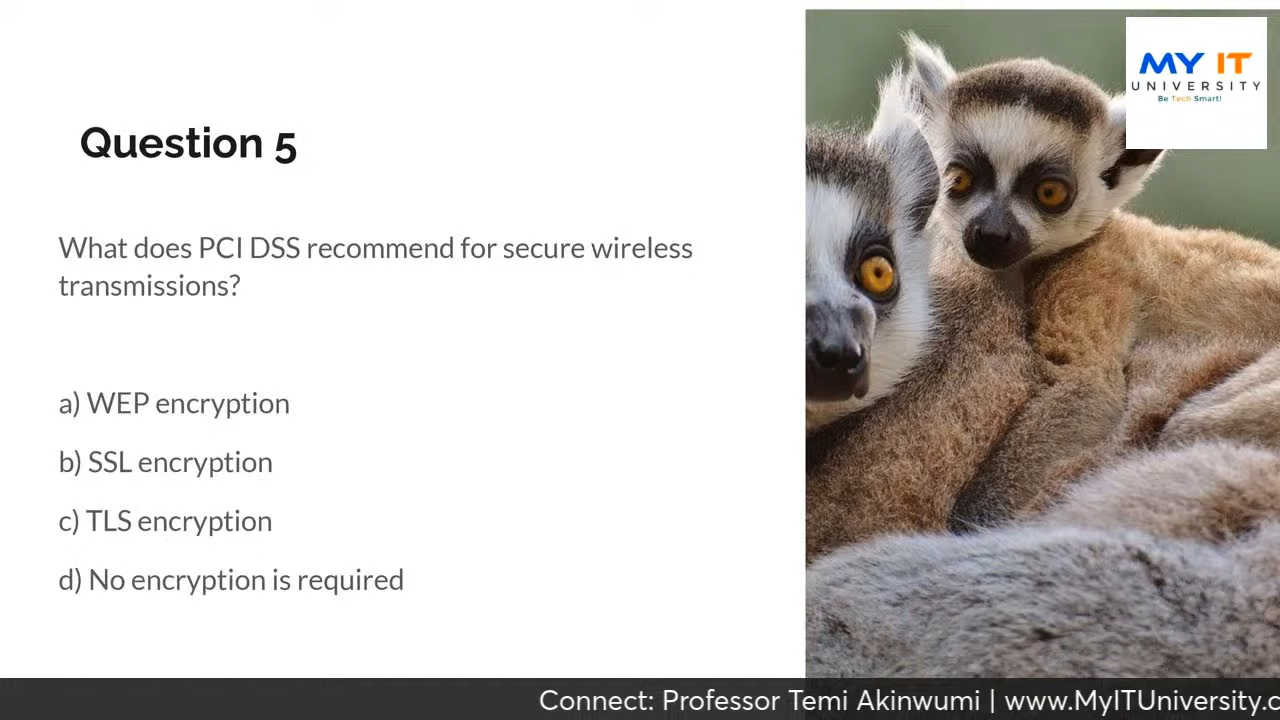 MY IT
UNIVERSITY
Be Tech Smart!
Question 5
What does PCI DSS recommend for secure wireless
transmissions?
a) WEP encryption
b) SSL encryption
c) TLS encryption
d) No encryption is required
Connect: Professor Temi Akinwumi | www.MyITUniversity.c